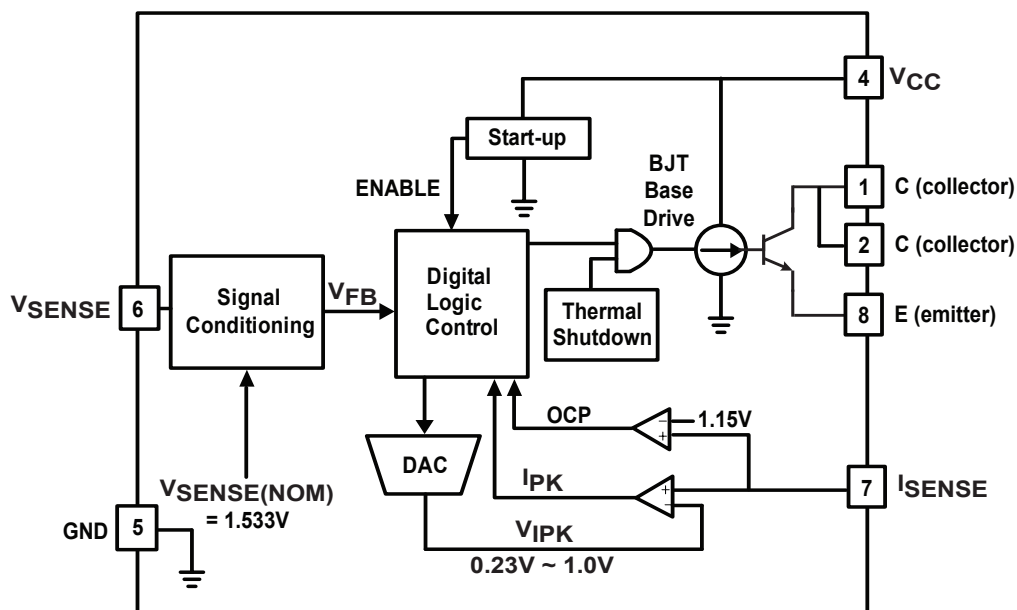 4
VCC
Start-up
ENABLE
BJT
Base
Drive
1
C (collector)
2
C (collector)
VSENSE
6
Signal
Conditioning
VFB
Digital
Logic
Control
Thermal
Shutdown
8
E (emitter)
OCP
−
1.15V
+
DAC
IPK
+
−
7
ISENSE
VSENSE(NOM)
= 1.533V
GND
5
VIPK
0.23V ~ 1.0V